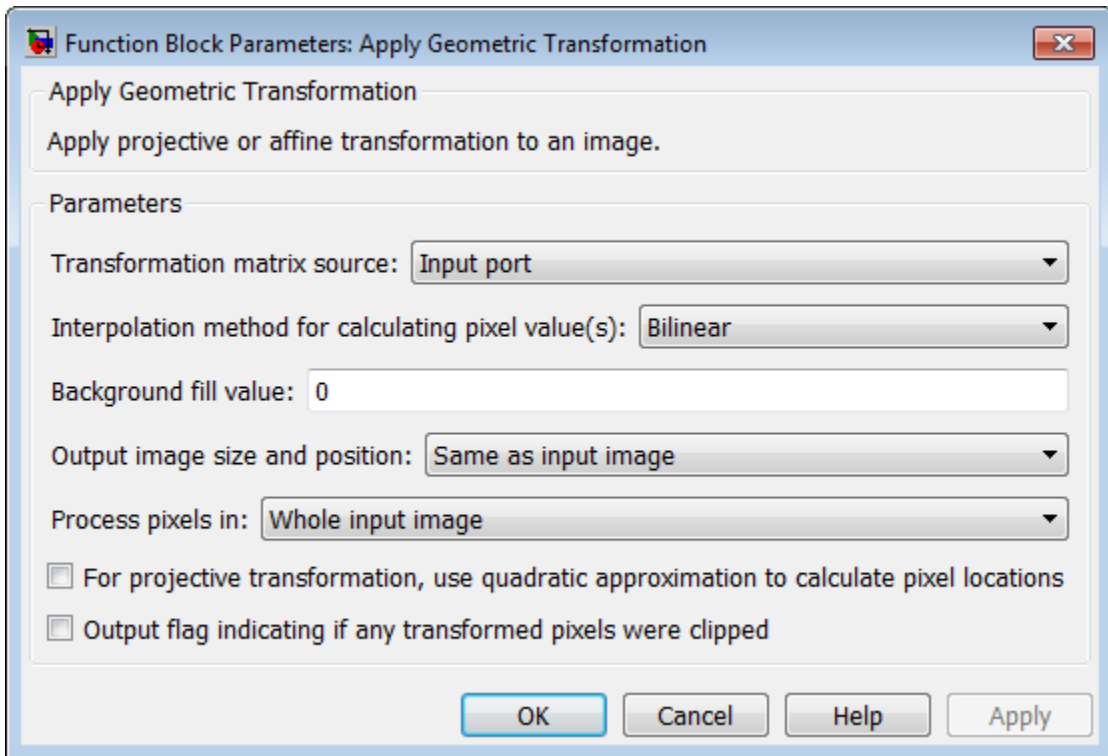 Function Block Parameters: Apply Geometric Transformation
Apply Geometric Transformation
Apply projective or affine transformation to an image.
Parameters
Transformation matrix source: Input port
Interpolation method for calculating pixel value(s): Bilinear
Background fill value: 0
Output image size and position: Same as input image
Process pixels in: Whole input image
For projective transformation, use quadratic approximation to calculate pixel locations
Output flag indicating if any transformed pixels were clipped
OK Cancel Help Apply